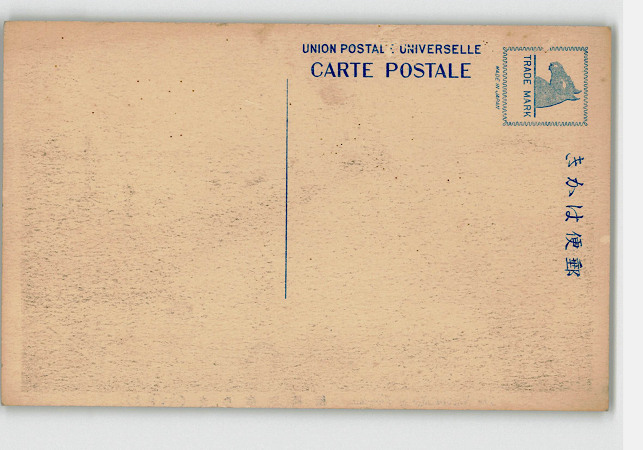 UNION POSTALE UNIVERSELLE
CARTE POSTALE
TRADE MARK
MADE IN JAPAN
郵便はかき